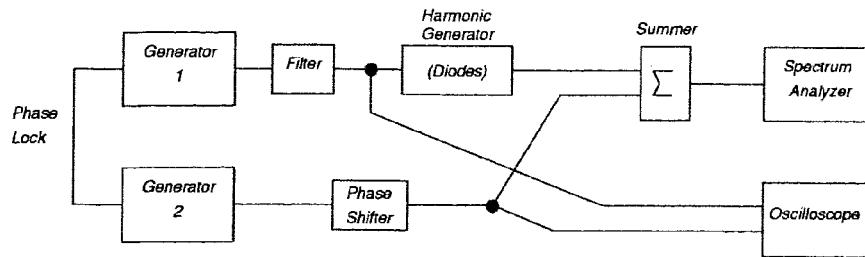 Harmonic
Generator
Summer
Generator
1
Filter
(Diodes)
Σ
Spectrum
Analyzer
Phase
Lock
Generator
2
Phase
Shifter
Oscilloscope